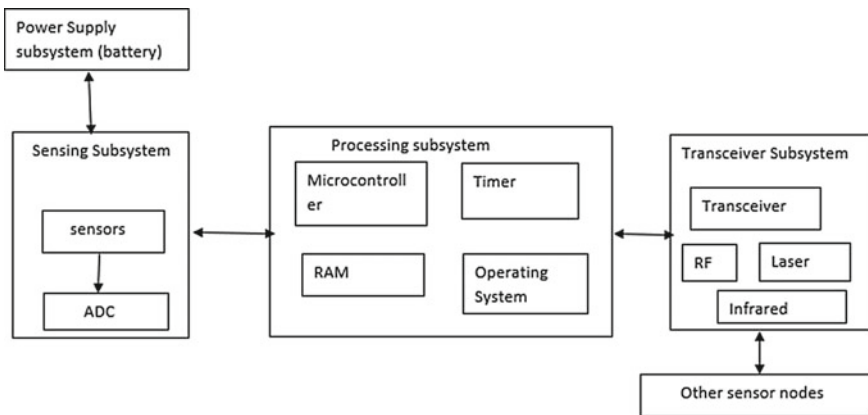 Power Supply
subsystem (battery)
Sensing Subsystem
sensors
ADC
Processing subsystem
Microcontroll
er
Timer
RAM
Operating
System
Transceiver Subsystem
Transceiver
RF
Laser
Infrared
Other sensor nodes